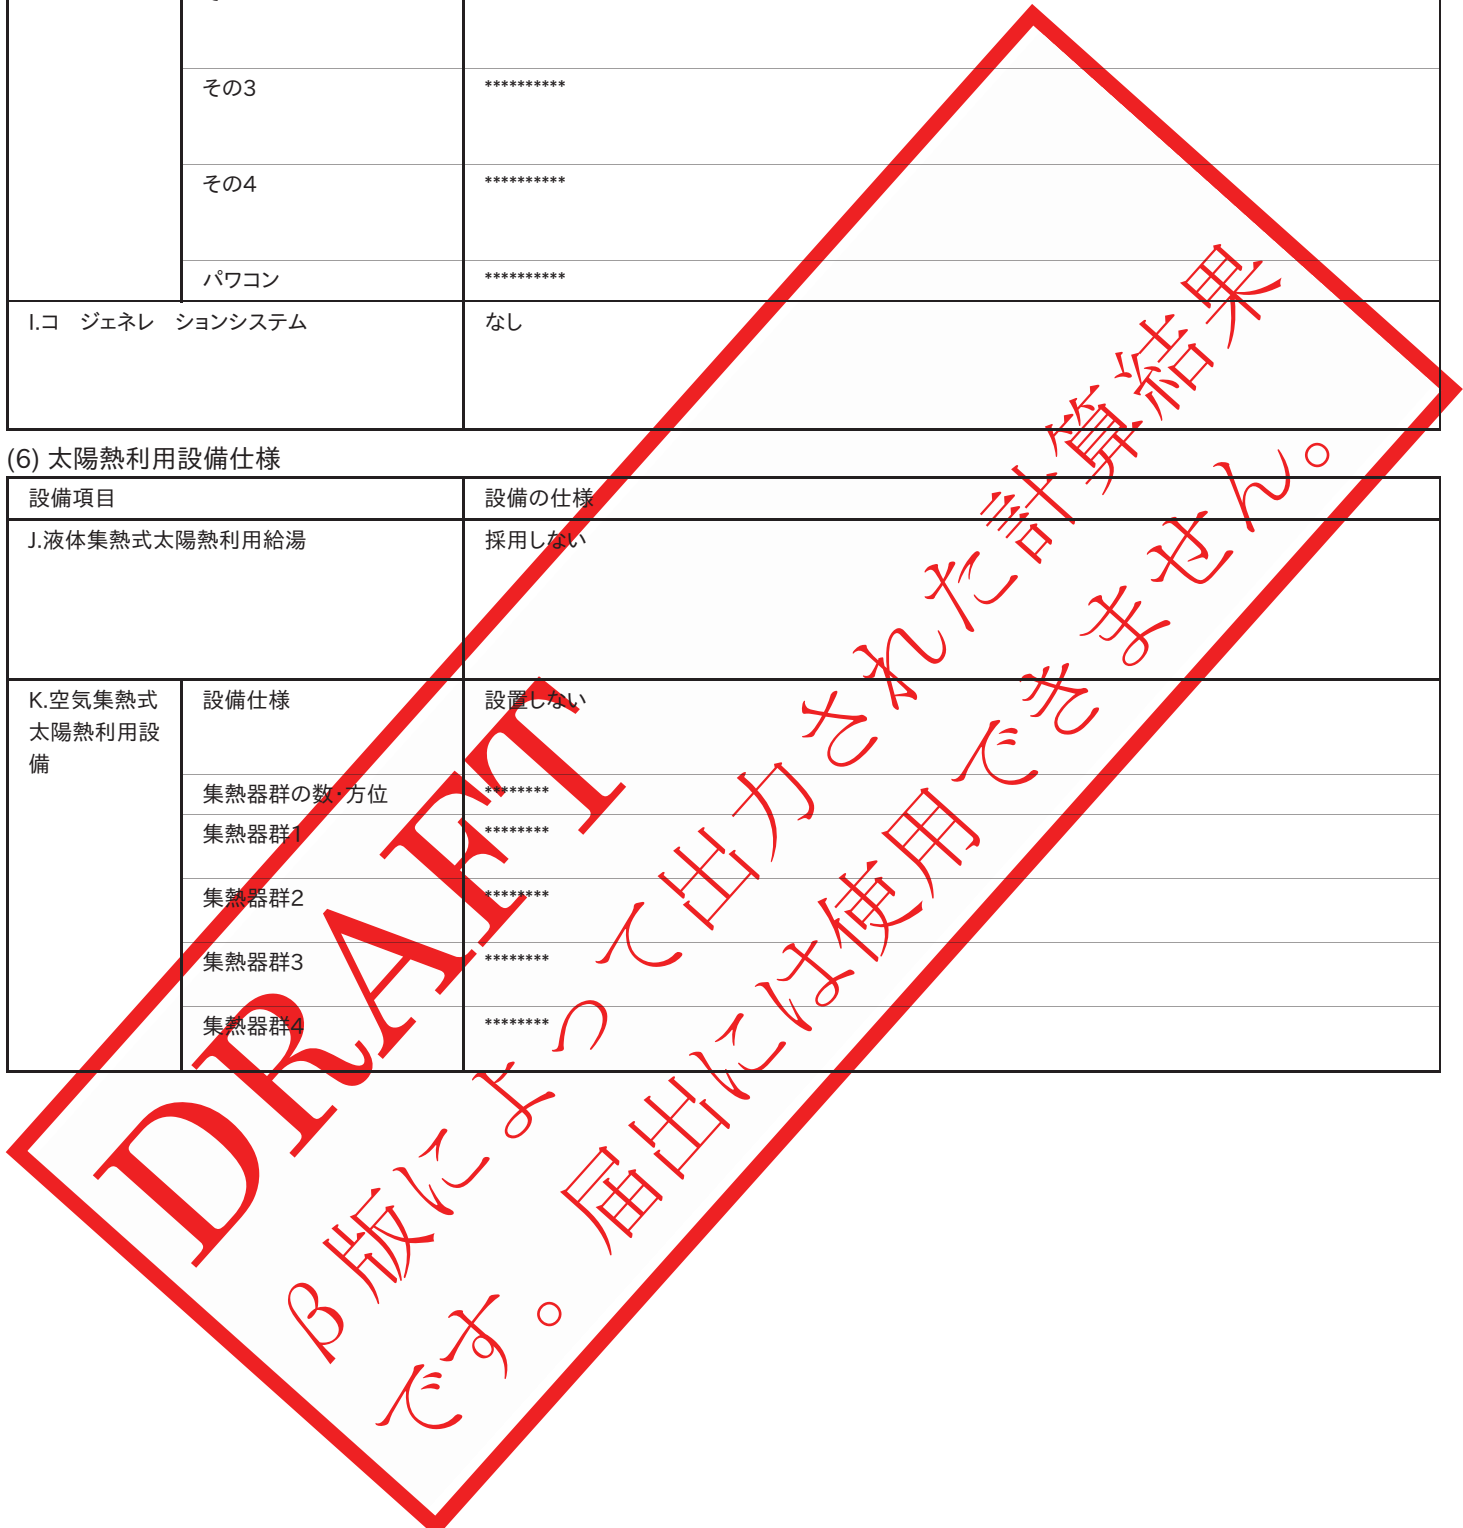 その3 **********
その4 **********
パワコン **********
I.コ　ジェネレ　ションシステム なし
(6) 太陽熱利用設備仕様
設備項目 設備の仕様
J.液体集熱式太陽熱利用給湯 採用しない
K.空気集熱式 設備仕様 設置しない
太陽熱利用設
備
集熱器群の数・方位 ********
集熱器群1 ********
集熱器群2 ********
集熱器群3 ********
集熱器群4 ********
DRAFT
β版によって出力された計算結果
です。届出には使用できません。